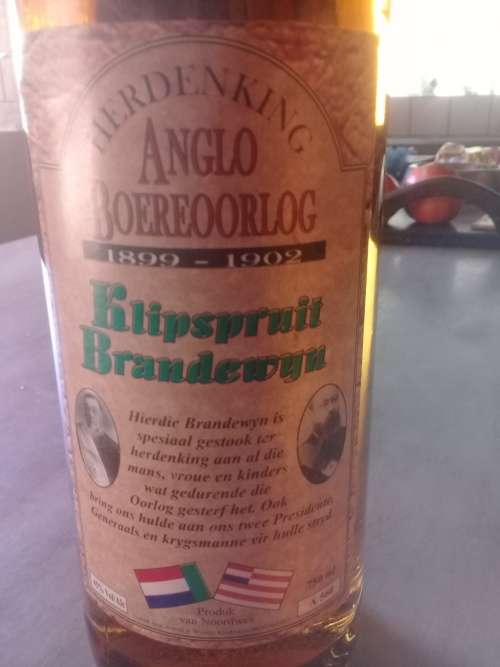 HERDENKING
ANGLO
BOEREOORLOG
1899 - 1902
Klipspruit
Brandewyn
Hierdie Brandewyn is
spesiaal gestook ter
herdenking aan al die
mans, vroue en kinders
wat gedurende die
Oorlog gesterf het. Ook
bring ons hulde aan ons twee Presidente,
Generaals en krygsmanne vir hulle stryd.
750 ml
Produk
van Noordwes